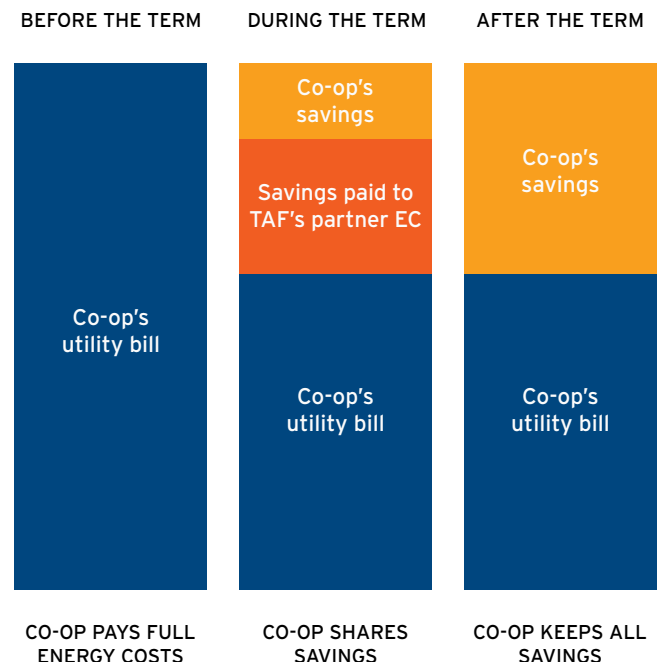 BEFORE THE TERM
DURING THE TERM
AFTER THE TERM
Co-op’s
utility bill
Co-op’s
savings
Savings paid to
TAF’s partner EC
Co-op’s
utility bill
Co-op’s
savings
Co-op’s
utility bill
CO-OP PAYS FULL
ENERGY COSTS
CO-OP SHARES
SAVINGS
CO-OP KEEPS ALL
SAVINGS